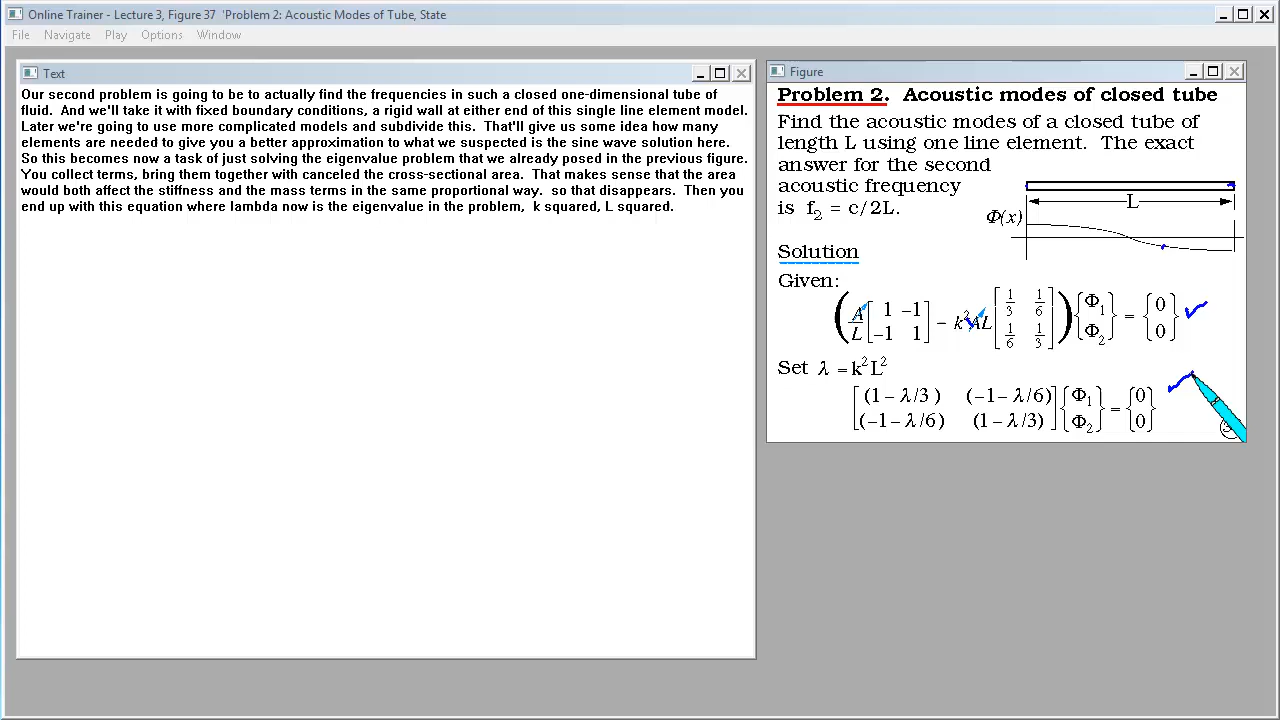 Online Trainer - Lecture 3, Figure 37 'Problem 2: Acoustic Modes of Tube, State
File Navigate Play Options Window
Text
Our second problem is going to be to actually find the frequencies in such a closed one-dimensional tube of
fluid. And we'll take it with fixed boundary conditions, a rigid wall at either end of this single line element model.
Later we're going to use more complicated models and subdivide this. That'll give us some idea how many
elements are needed to give you a better approximation to what we suspected is the sine wave solution here.
So this becomes now a task of just solving the eigenvalue problem that we already posed in the previous figure.
You collect terms, bring them together with canceled the cross-sectional area. That makes sense that the area
would both affect the stiffness and the mass terms in the same proportional way. so that disappears. Then you
end up with this equation where lambda now is the eigenvalue in the problem, k squared, L squared.
Figure
Problem 2. Acoustic modes of closed tube
Find the acoustic modes of a closed tube of
length L using one line element. The exact
answer for the second
acoustic frequency
is f₂ = c/2L.
L
Φ(x)
Solution
Given:
(A/L [1 −1; −1 1] − k² AL [1/3 1/6; 1/6 1/3]) {Φ₁; Φ₂} = {0; 0}
Set λ = k²L²
[(1 − λ/3) (−1 − λ/6)] {Φ₁} = {0}
[(−1 − λ/6) (1 − λ/3)] {Φ₂} {0}